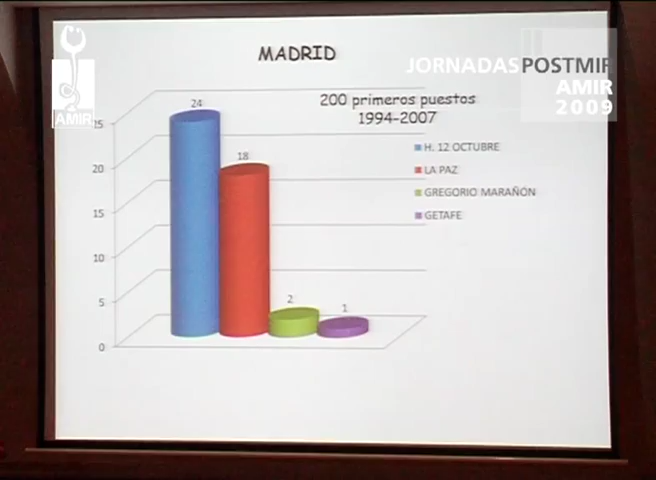 MADRID
JORNADASPOSTMIR
AMIR
2009
AMIR
200 primeros puestos
1994-2007
25
20
15
10
5
0
24
18
2
1
H. 12 OCTUBRE
LA PAZ
GREGORIO MARAÑÓN
GETAFE